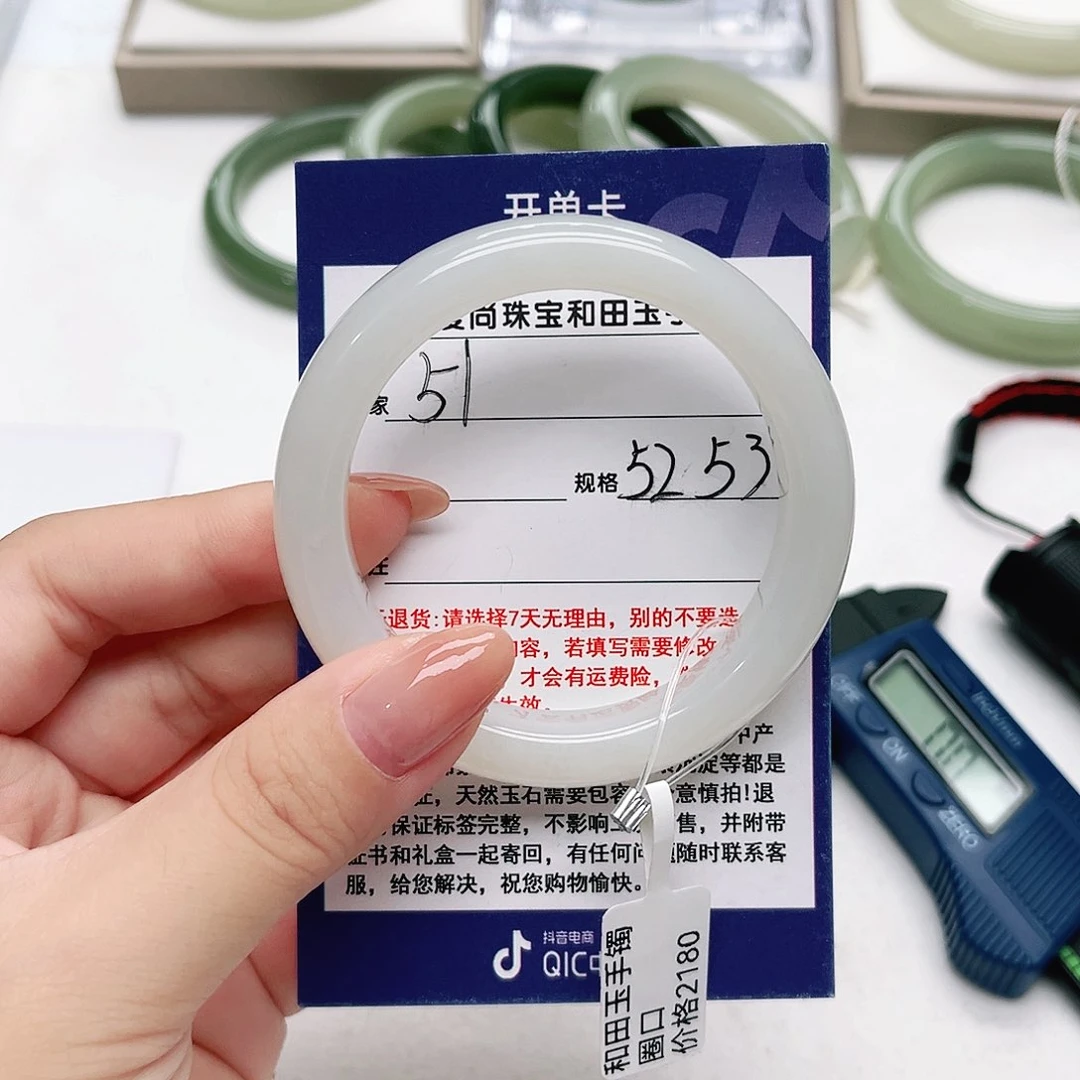 开单卡
尚珠宝和田玉手
家 51
规格 52 53
注
退货:请选择7天无理由，别的不要选
内容，若填写需要修改
才会有运费险，
生效。
中产
等都是
证，天然玉石需要包容 意慎拍!退
保证标签完整，不影响 售，并附带
证书和礼盒一起寄回，有任何问题随时联系客
服，给您解决，祝您购物愉快。
抖音电商
QIC
和田玉手镯
圈口
价格2180
OFF
ON
ZERO